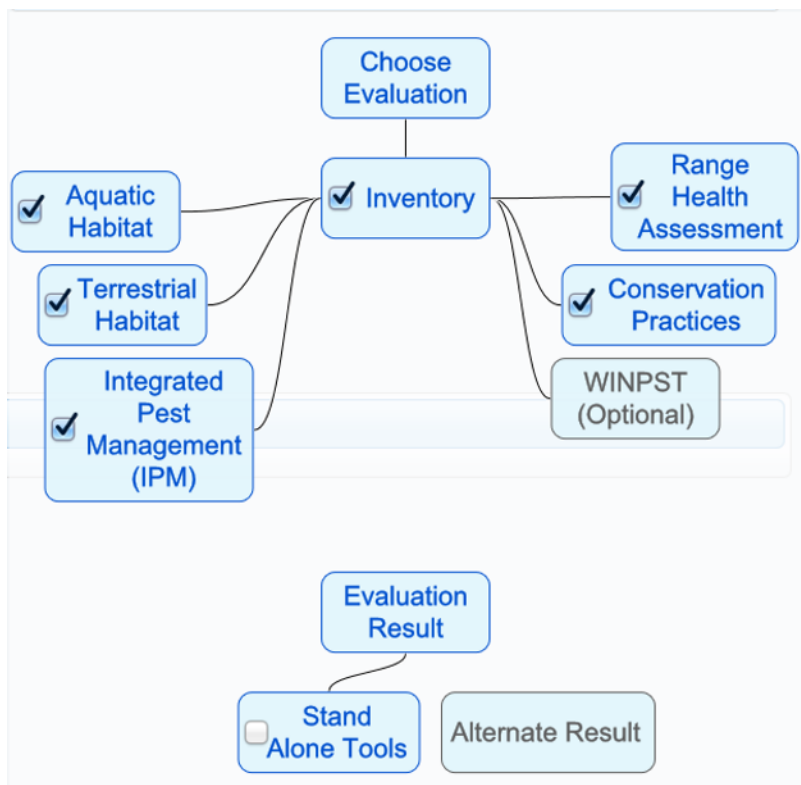 Choose
Evaluation
Inventory
Aquatic
Habitat
Terrestrial
Habitat
Integrated
Pest
Management
(IPM)
Range
Health
Assessment
Conservation
Practices
WINPST
(Optional)
Evaluation
Result
Stand
Alone Tools
Alternate Result